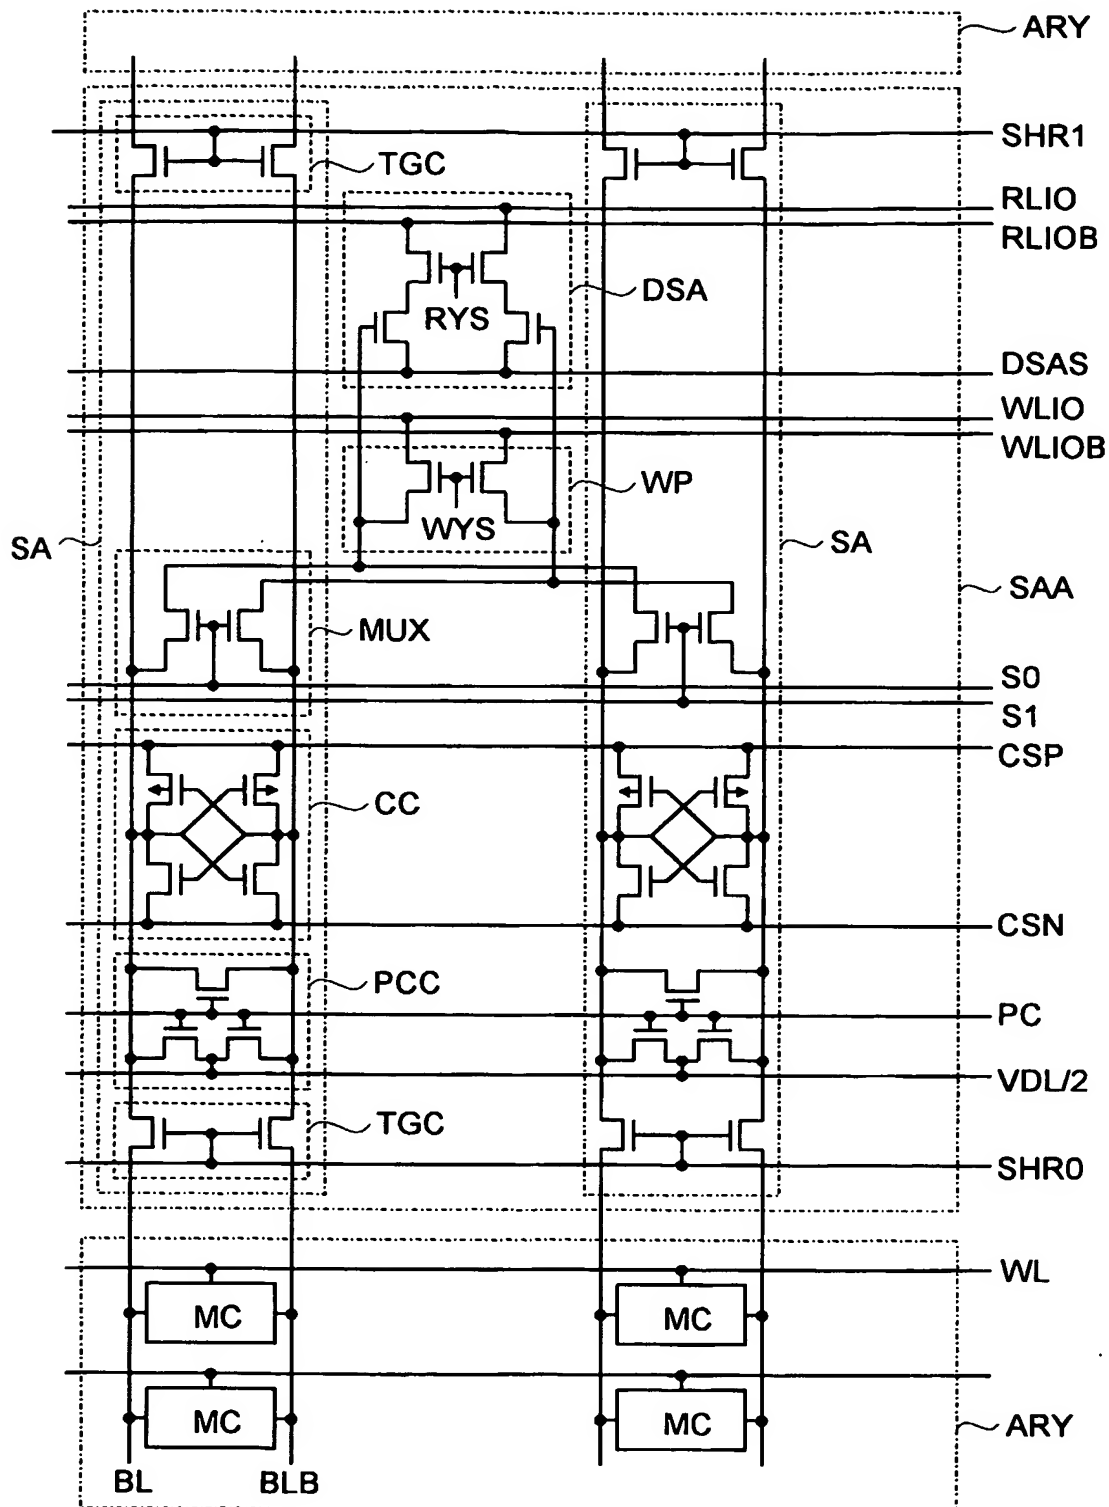 ARY
SHR1
TGC
RLIO
RLIOB
DSA
RYS
DSAS
WLIO
WLIOB
WP
WYS
SA
SA
SAA
MUX
S0
S1
CSP
CC
CSN
PCC
PC
VDL/2
TGC
SHR0
WL
MC
MC
MC
MC
ARY
BL
BLB